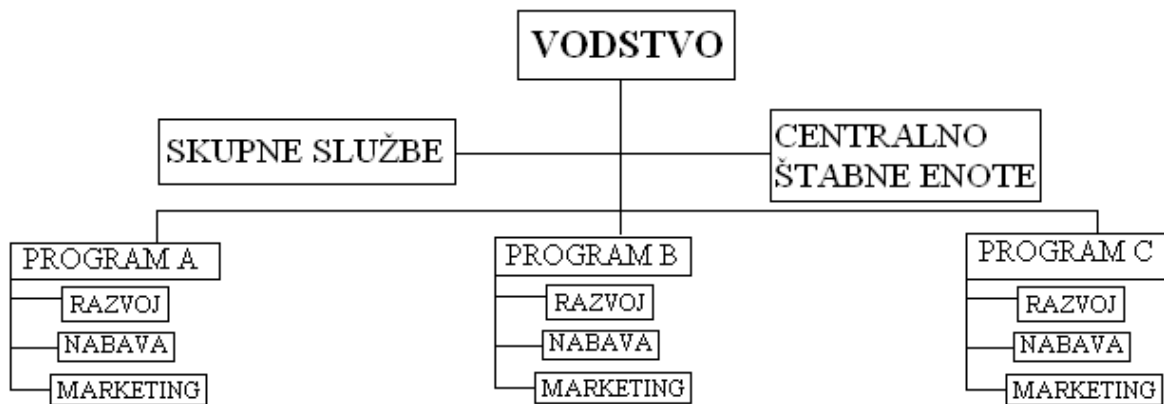 VODSTVO
SKUPNE SLUŽBE
CENTRALNO
ŠTABNE ENOTE
PROGRAM A
RAZVOJ
NABAVA
MARKETING
PROGRAM B
RAZVOJ
NABAVA
MARKETING
PROGRAM C
RAZVOJ
NABAVA
MARKETING